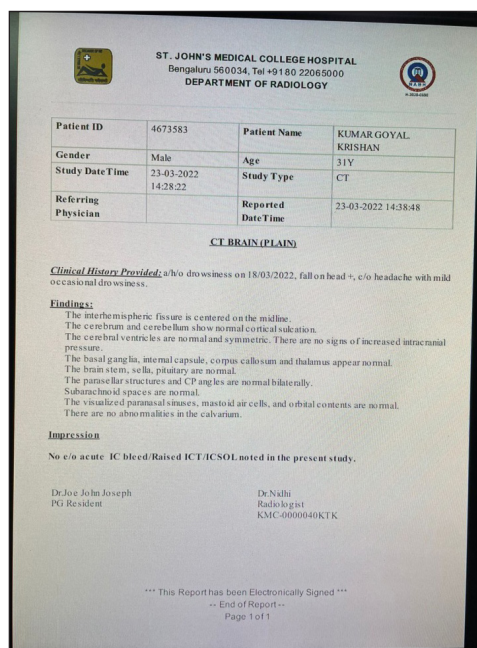 ST. JOHN'S MEDICAL COLLEGE HOSPITAL
Bengaluru 560034, Tel +91 80 22065000
DEPARTMENT OF RADIOLOGY
Patient ID 4673583 Patient Name KUMAR GOYAL. KRISHAN
Gender Male Age 31Y
Study DateTime 23-03-2022 14:28:22 Study Type CT
Referring Physician Reported DateTime 23-03-2022 14:38:48
CT BRAIN (PLAIN)
Clinical History Provided: a/h/o drowsiness on 18/03/2022, fall on head +, c/o headache with mild
occasional drowsiness.
Findings:
The interhemispheric fissure is centered on the midline.
The cerebrum and cerebellum show normal cortical sulcation.
The cerebral ventricles are normal and symmetric. There are no signs of increased intracranial
pressure.
The basal ganglia, internal capsule, corpus callosum and thalamus appear normal.
The brain stem, sella, pituitary are normal.
The parasellar structures and CP angles are normal bilaterally.
Subarachnoid spaces are normal.
The visualized paranasal sinuses, mastoid air cells, and orbital contents are normal.
There are no abnormalities in the calvarium.
Impression
No e/o acute IC bleed/Raised ICT/ICSOL noted in the present study.
Dr.Joe John Joseph Dr.Nidhi
PG Resident Radiologist
KMC-0000040KTK
*** This Report has been Electronically Signed ***
-- End of Report --
Page 1 of 1